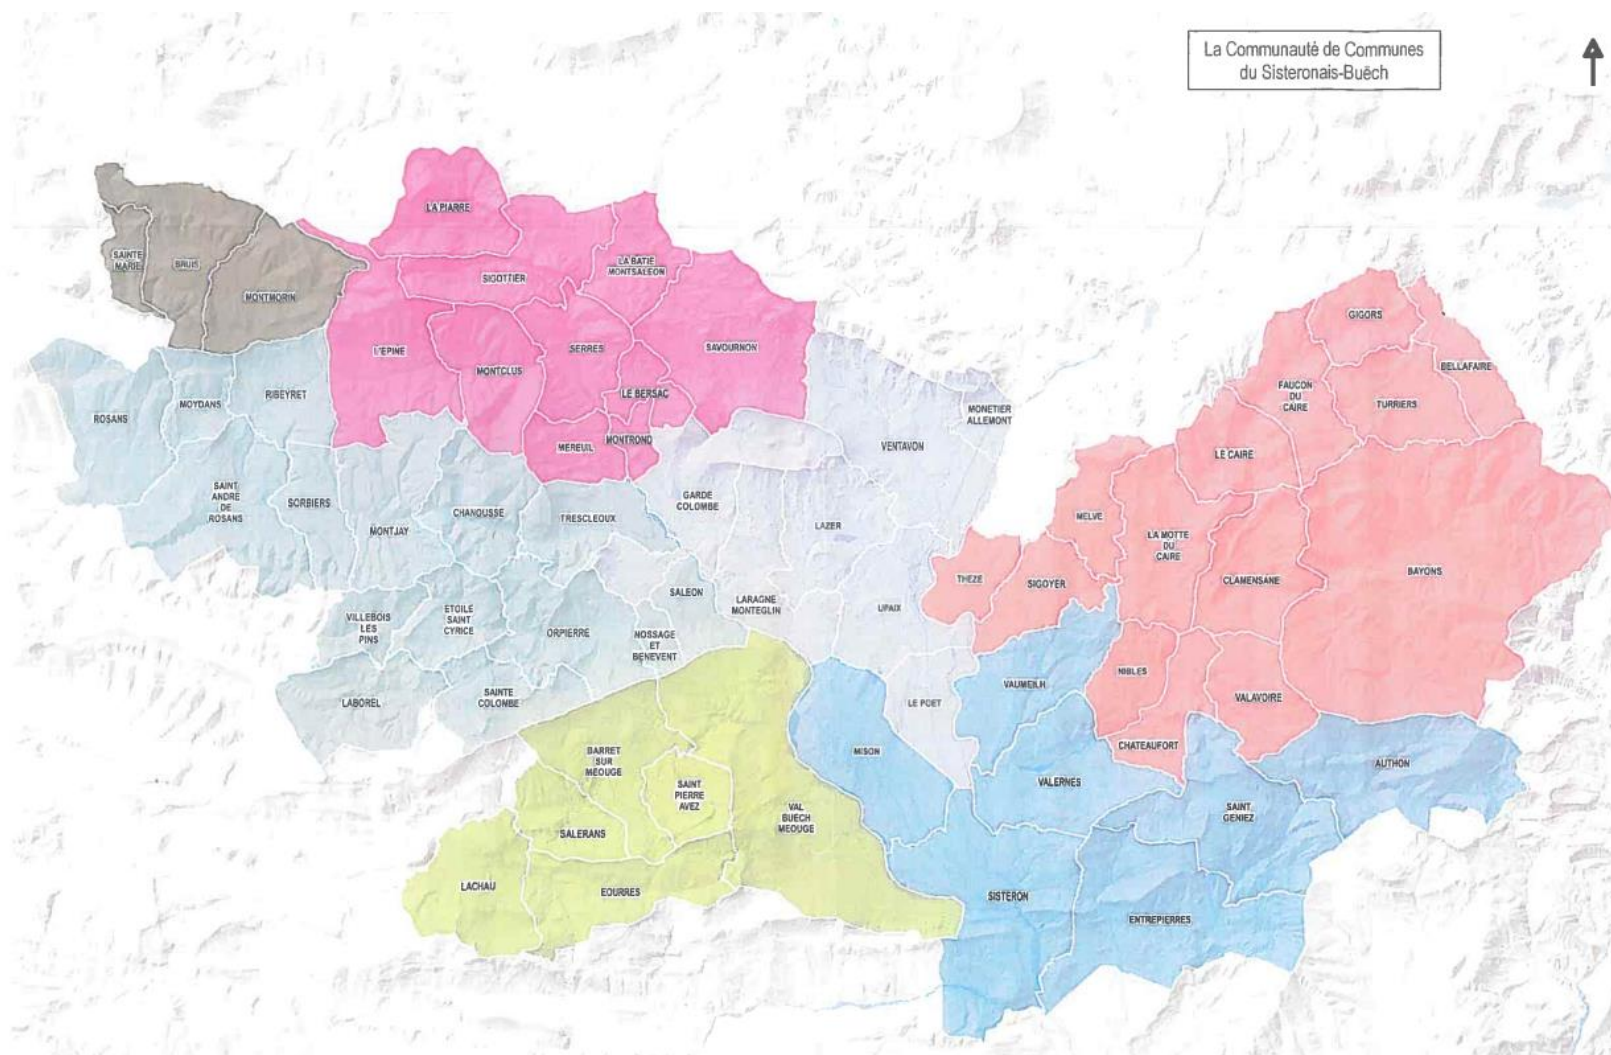 La Communauté de Communes
du Sisteronais-Buëch
LA PIARRE
SAINTE
MARIE
BRUIS
MONTMORIN
SIGOTTIER
LA BATIE
MONTSALEON
L'EPINE
MONTCLUS
SERRES
SAVOURNON
LE BERSAC
MEREUIL
MONTROND
ROSANS
MOYDANS
RIBEYRET
SAINT
ANDRE
DE
ROSANS
SORBIERS
MONTJAY
CHANOUSSE
TRESCLEOUX
GARDE
COLOMBE
LAZER
VENTAVON
MONETIER
ALLEMONT
GIGORS
BELLAFAIRE
FAUCON
DU
CAIRE
TURRIERS
LE CAIRE
MELVE
LA MOTTE
DU
CAIRE
CLAMENSANE
BAYONS
THEZE
SIGOYER
UPAIX
LARAGNE
MONTEGLIN
SALEON
VILLEBOIS
LES
PINS
ETOILE
SAINT
CYRICE
ORPIERRE
NOSSAGE
ET
BENEVENT
LABOREL
SAINTE
COLOMBE
NIBLES
VAUMEILH
VALAVOIRE
LE POET
CHATEAUFORT
MISON
BARRET
SUR
MEOUGE
SAINT
PIERRE
AVEZ
VAL
BUECH
MEOUGE
VALERNES
AUTHON
SAINT
GENIEZ
SALERANS
LACHAU
EOURRES
SISTERON
ENTREPIERRES